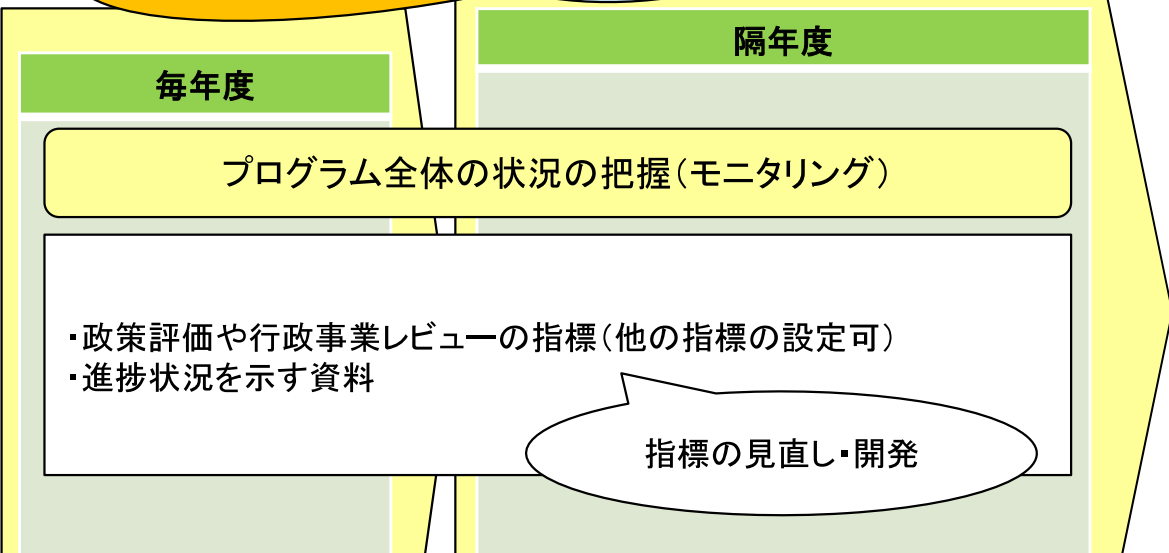 隔年度
毎年度
プログラム全体の状況の把握（モニタリング）
・政策評価や行政事業レビューの指標（他の指標の設定可）
・進捗状況を示す資料
指標の見直し・開発